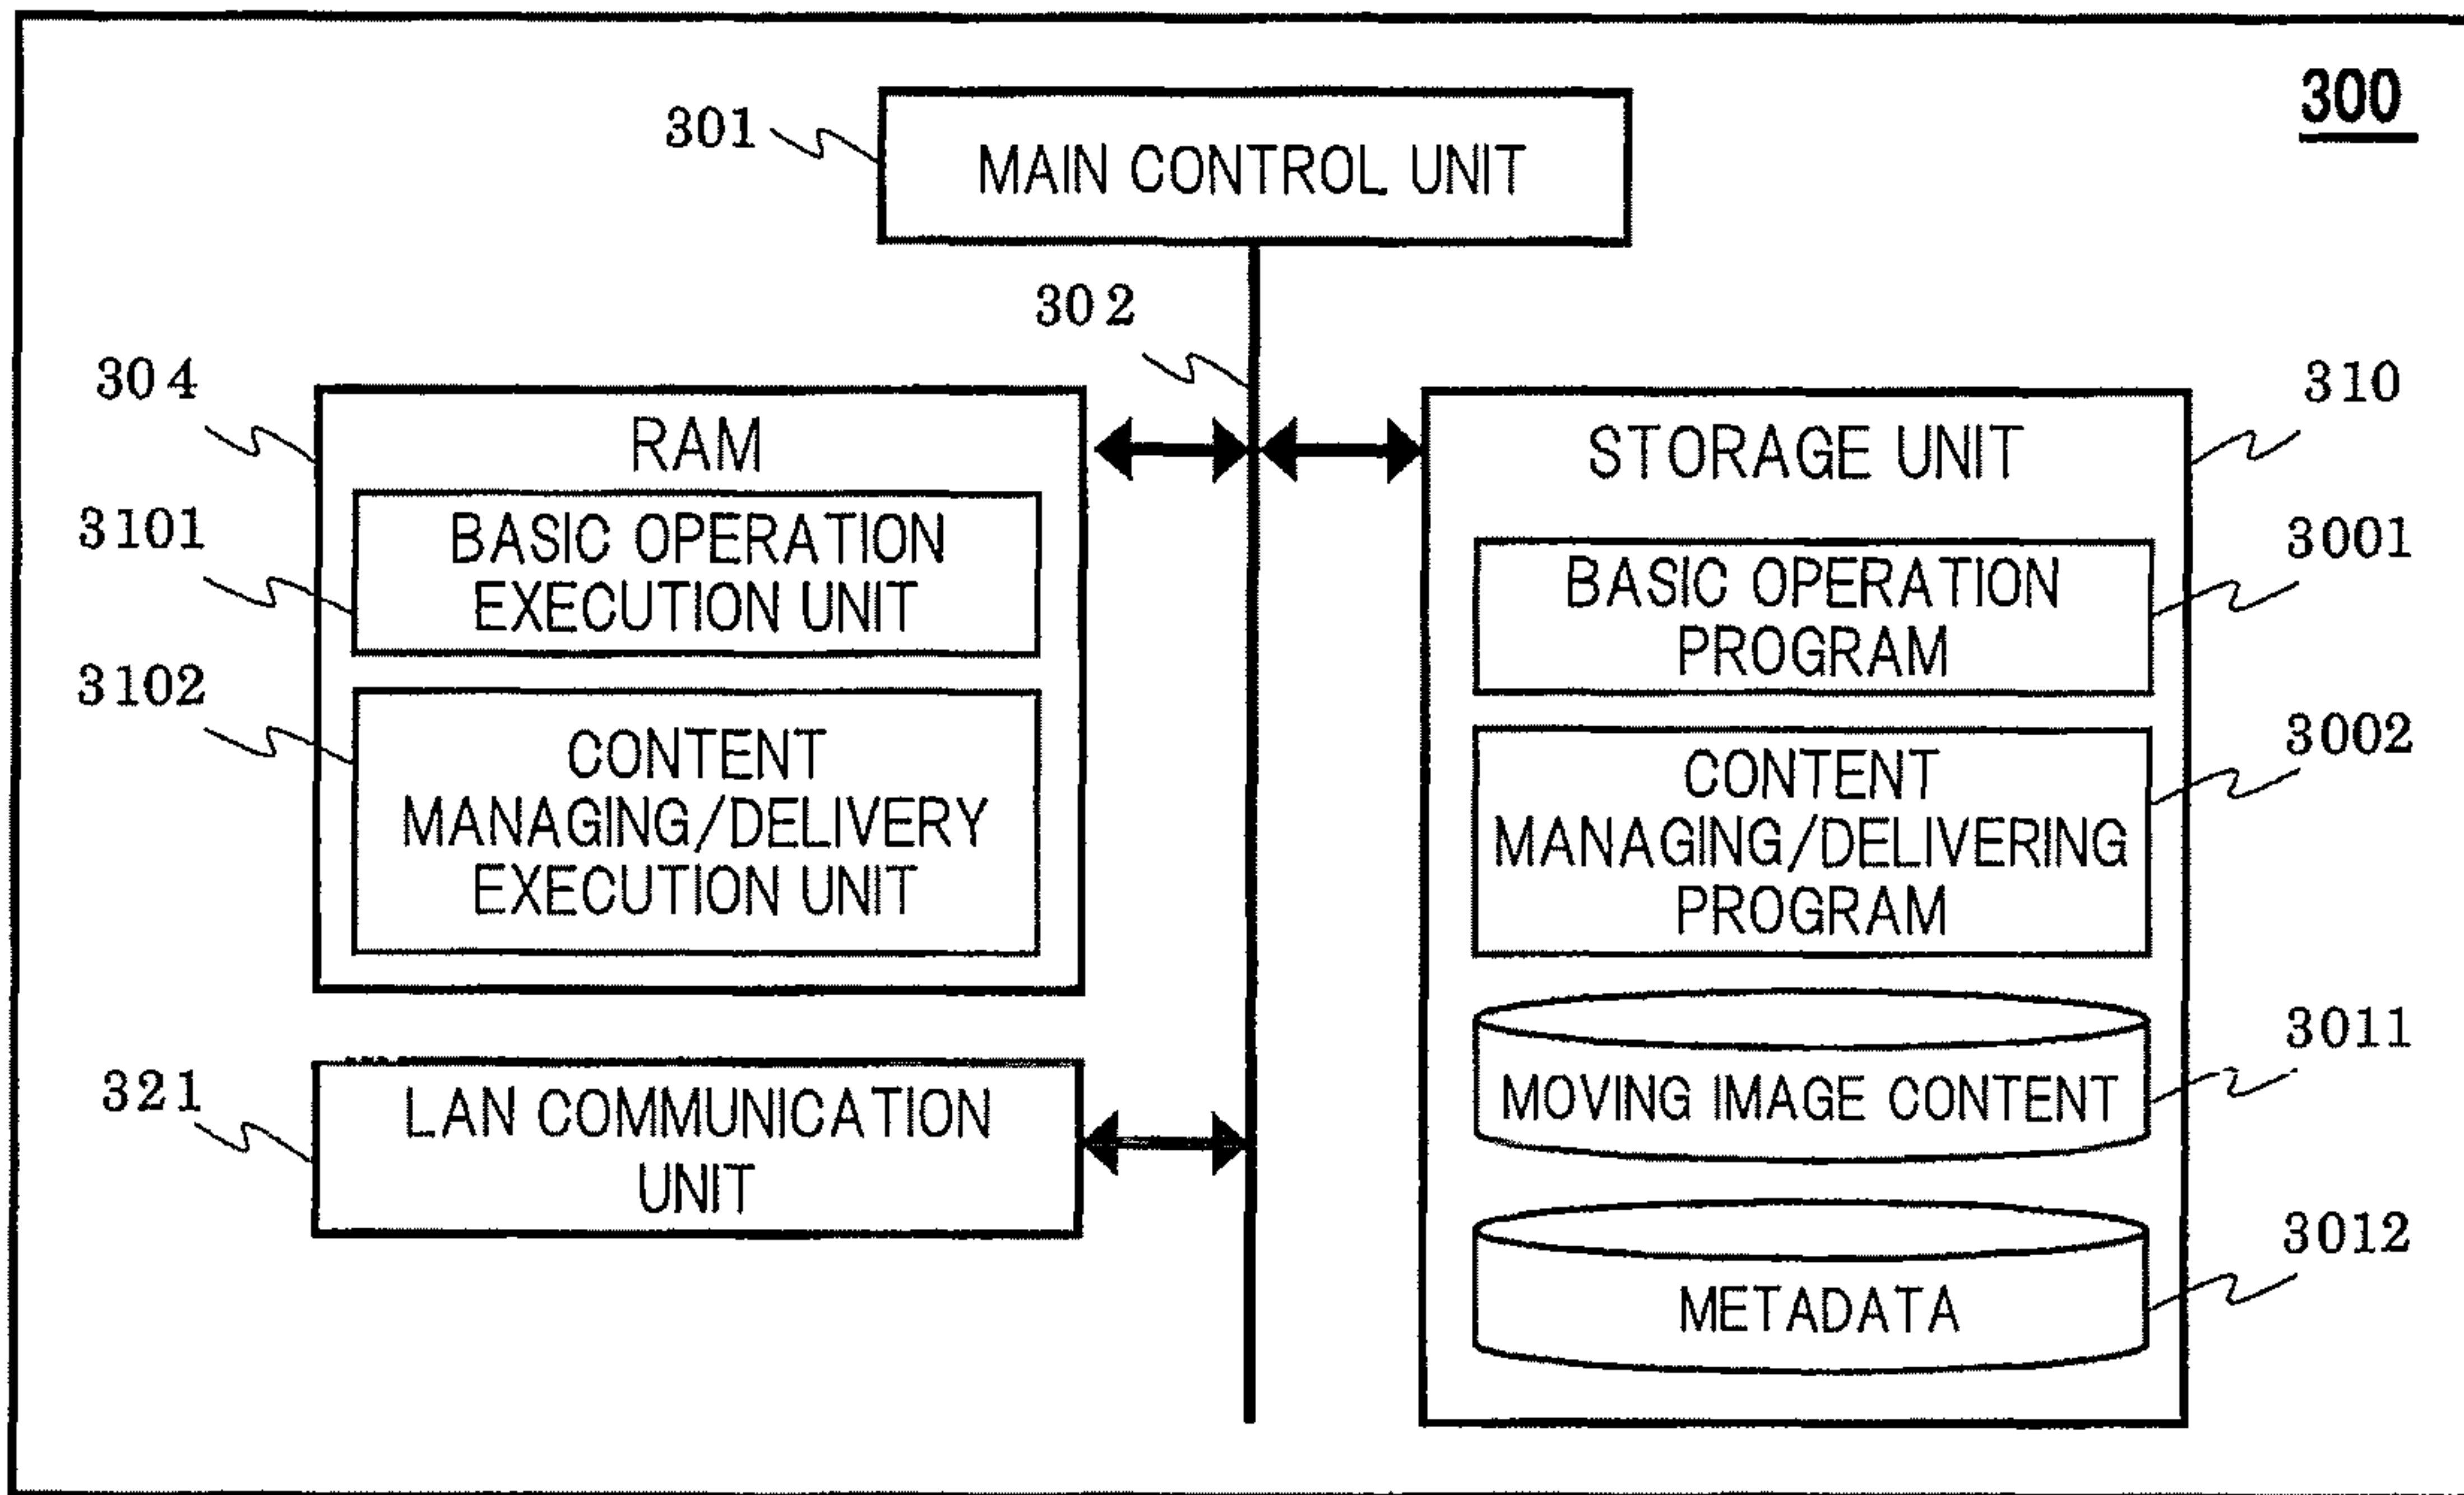 300
301
MAIN CONTROL UNIT
302
304
RAM
3101
BASIC OPERATION
EXECUTION UNIT
3102
CONTENT
MANAGING/DELIVERY
EXECUTION UNIT
321
LAN COMMUNICATION
UNIT
310
STORAGE UNIT
3001
BASIC OPERATION
PROGRAM
3002
CONTENT
MANAGING/DELIVERING
PROGRAM
3011
MOVING IMAGE CONTENT
3012
METADATA